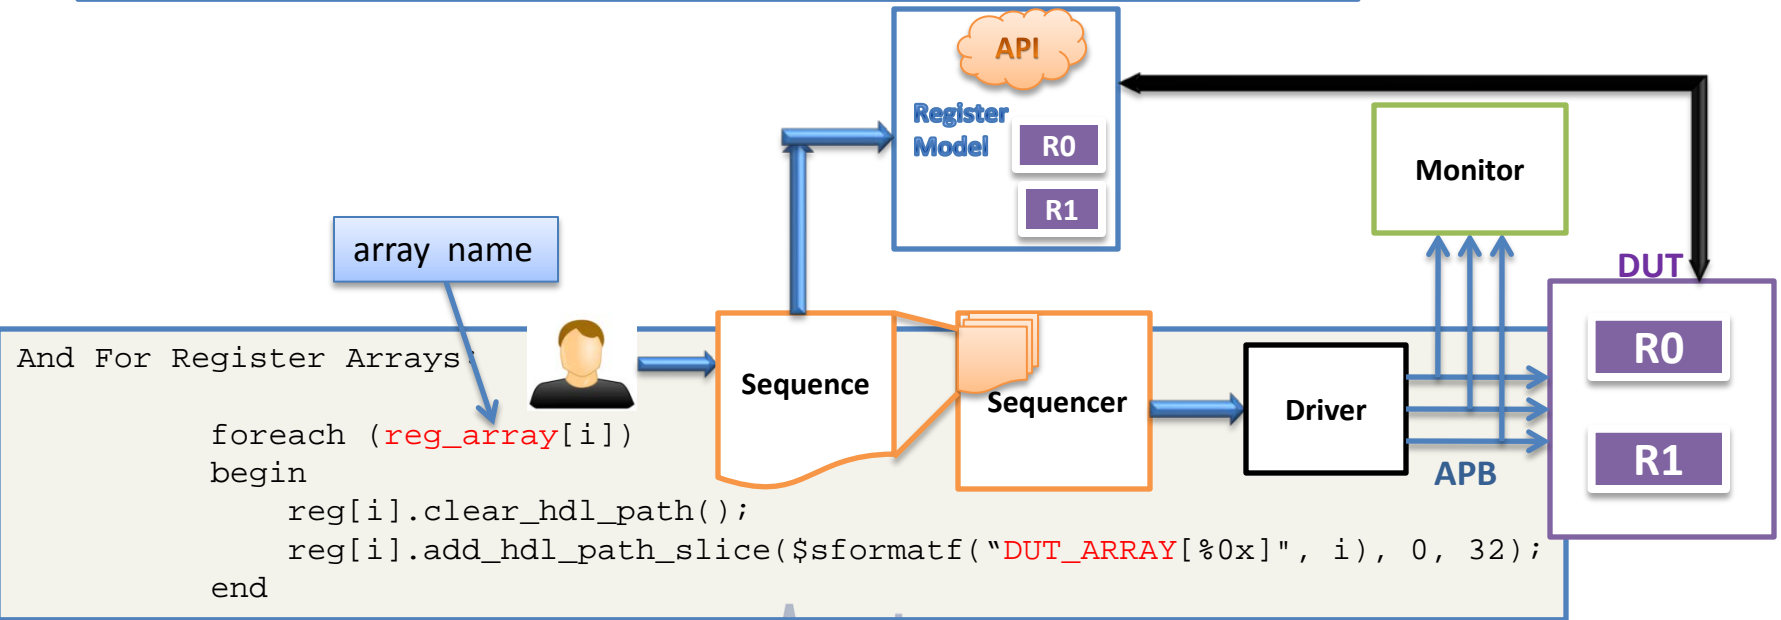 API
Register
Model
R0
R1
Monitor
array name
DUT
And For Register Arrays:
Sequence
Sequencer
Driver
R0
R1
APB
foreach (reg_array[i])
begin
reg[i].clear_hdl_path();
reg[i].add_hdl_path_slice($sformatf(“DUT_ARRAY[%0x]", i), 0, 32);
end